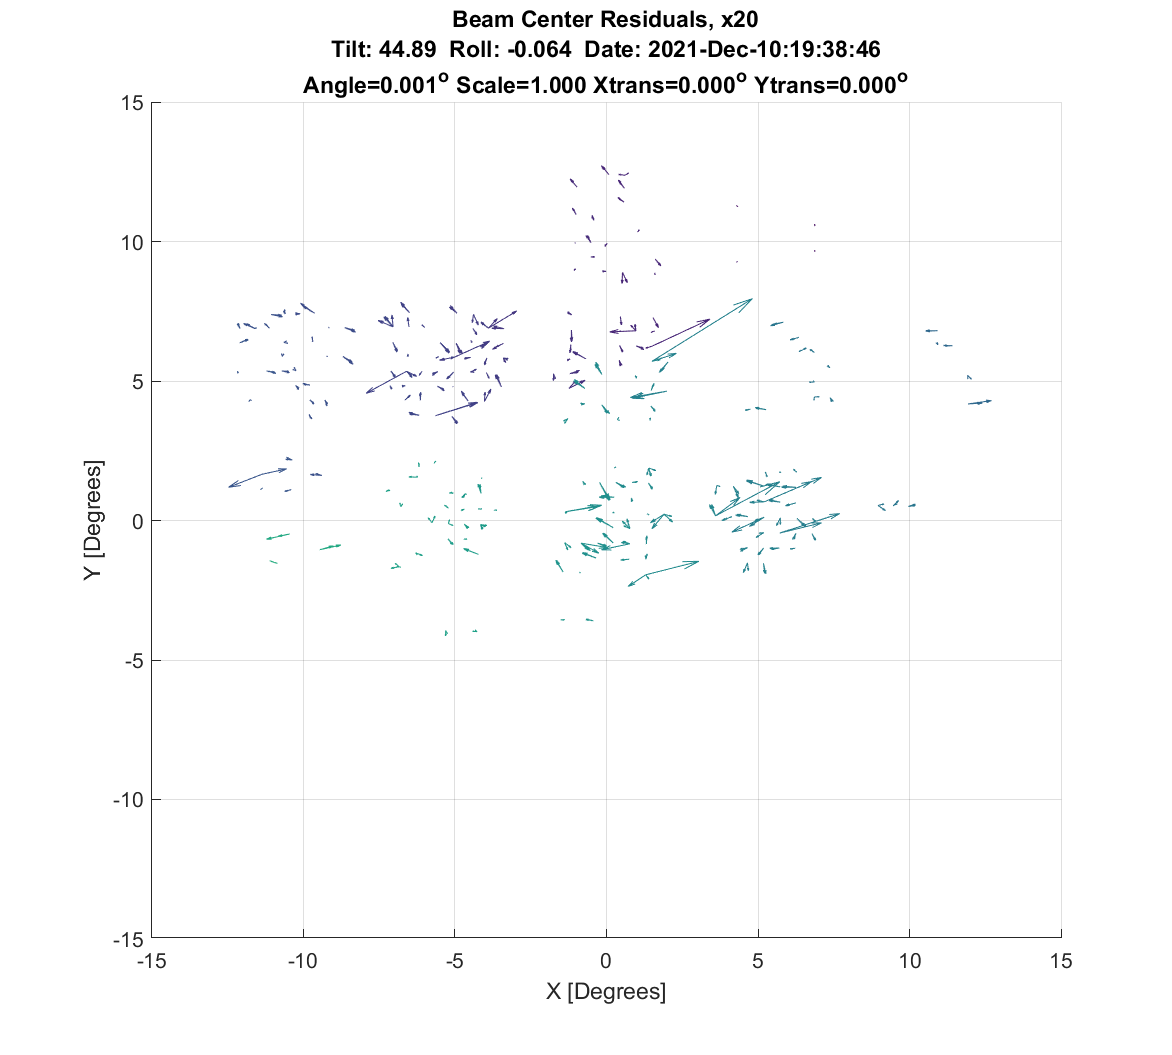 Beam Center Residuals, x20
Tilt: 44.89 Roll: -0.064 Date: 2021-Dec-10:19:38:46
Angle=0.001° Scale=1.000 Xtrans=0.000° Ytrans=0.000°
15
10
5
0
-5
-10
-15
Y [Degrees]
-15 -10 -5 0 5 10 15
X [Degrees]